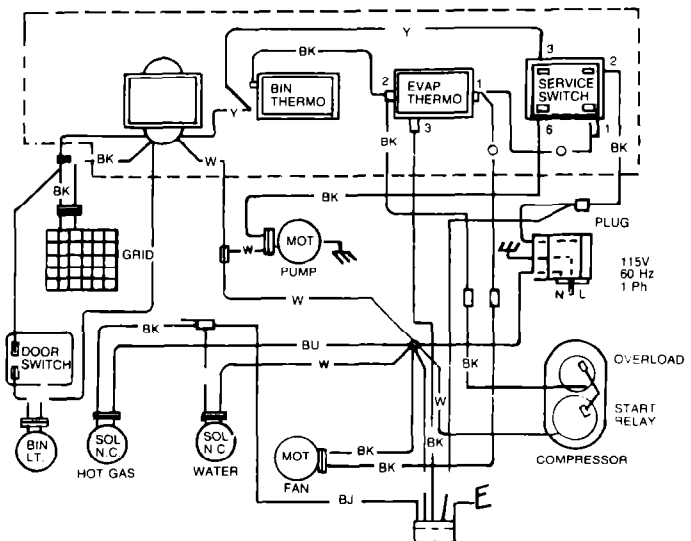 Y
3
2
BK
BIN
THERMO
2
EVAP
THERMO
1
SERVICE
SWITCH
Y
3
6
1
BK
W
BK
BK
BK
BK
MOT
PUMP
W
PLUG
GRID
115V
60 Hz
1 Ph
N L
W
BK
BU
W
DOOR
SWITCH
BK
W
OVERLOAD
START
RELAY
COMPRESSOR
BIN
LT.
SOL
N.C.
HOT GAS
SOL
N.C
WATER
MOT
FAN
BK
BK
BK
BJ
E